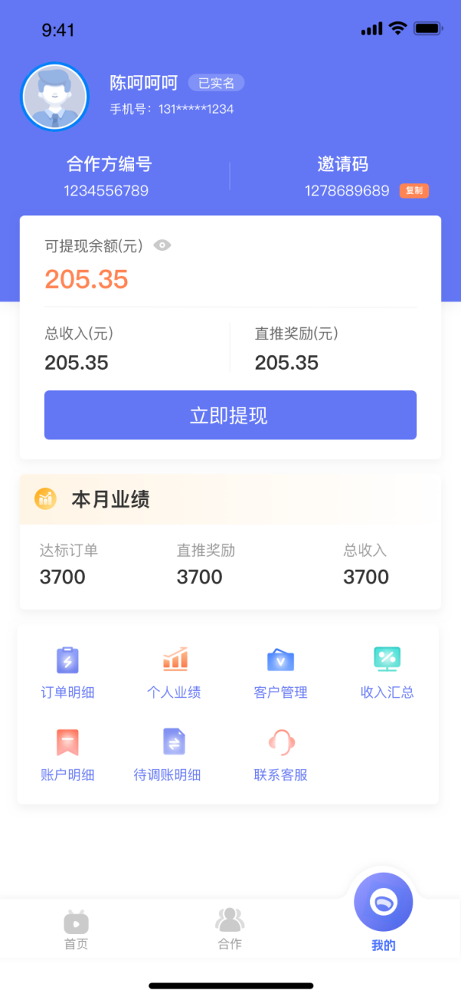 9:41
陈呵呵呵 已实名
手机号：131*****1234
合作方编号 邀请码
1234556789 1278689689 复制
可提现余额(元)
205.35
总收入(元) 直推奖励(元)
205.35 205.35
立即提现
本月业绩
达标订单 直推奖励 总收入
3700 3700 3700
订单明细 个人业绩 客户管理 收入汇总
账户明细 待调账明细 联系客服
首页 合作 我的